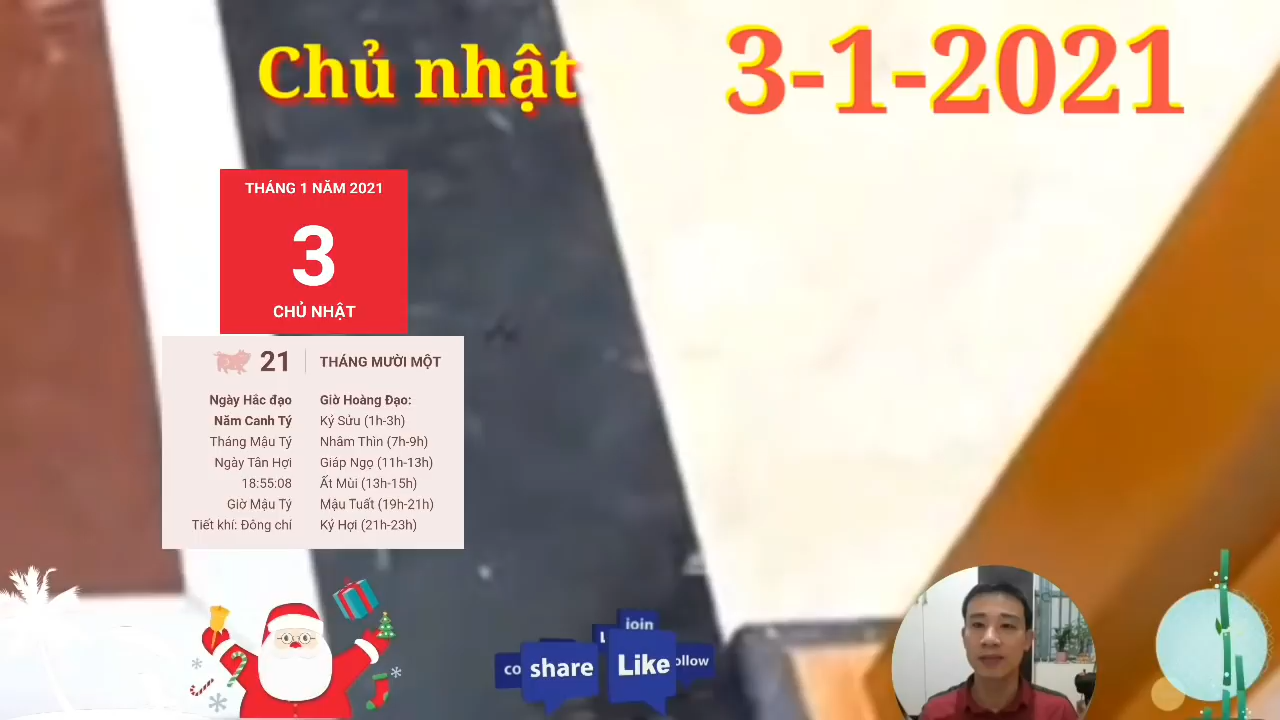 Chủ nhật 3-1-2021
THÁNG 1 NĂM 2021
3
CHỦ NHẬT
21 THÁNG MƯỜI MỘT
Ngày Hắc đạo
Năm Canh Tý
Tháng Mậu Tý
Ngày Tân Hợi
18:55:08
Giờ Mậu Tý
Tiết khí: Đông chí
Giờ Hoàng Đạo:
Kỷ Sửu (1h-3h)
Nhâm Thìn (7h-9h)
Giáp Ngọ (11h-13h)
Ất Mùi (13h-15h)
Mậu Tuất (19h-21h)
Kỷ Hợi (21h-23h)
join
share Like